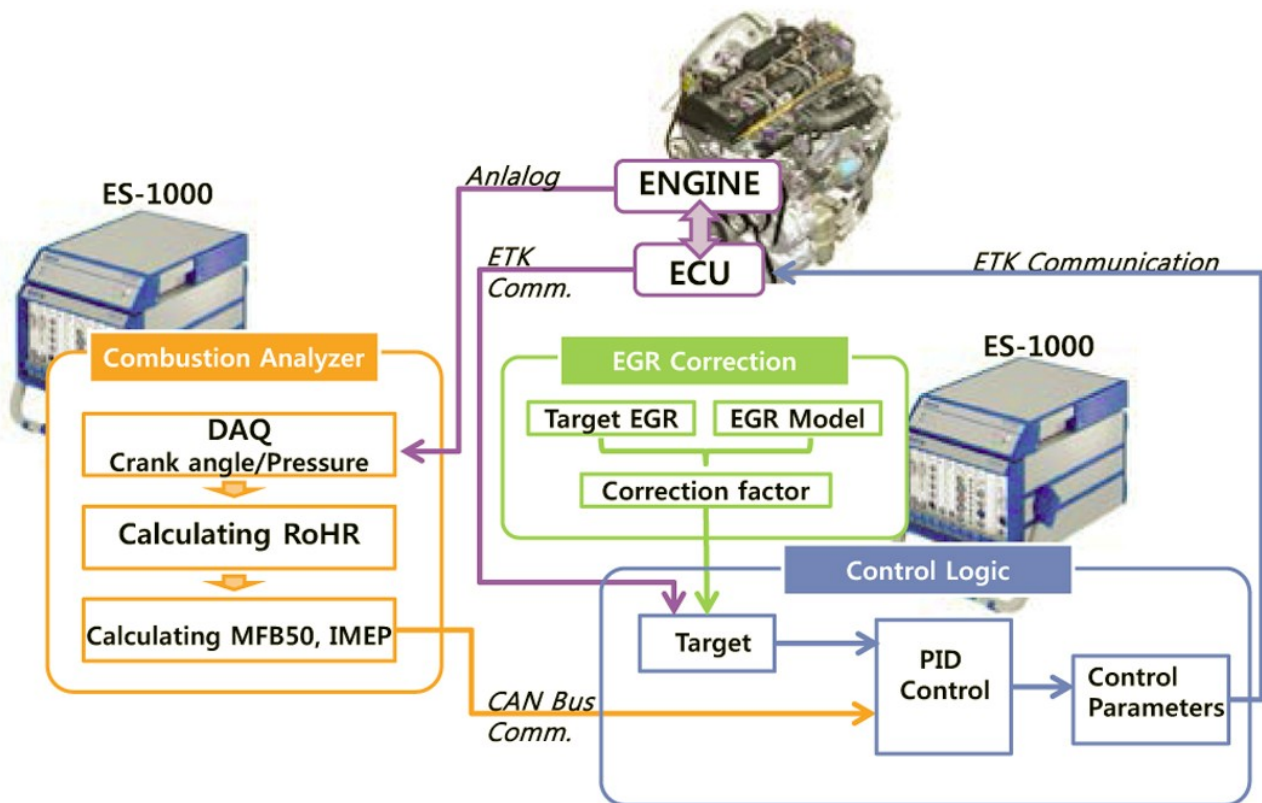 ENGINE
Anlalog
ES-1000
ETK
Comm.
ECU
ETK Communication
Combustion Analyzer
EGR Correction
ES-1000
DAQ
Crank angle/Pressure
Target EGR
EGR Model
Correction factor
Calculating RoHR
Control Logic
Calculating MFB50, IMEP
Target
PID
Control
Control
Parameters
CAN Bus
Comm.